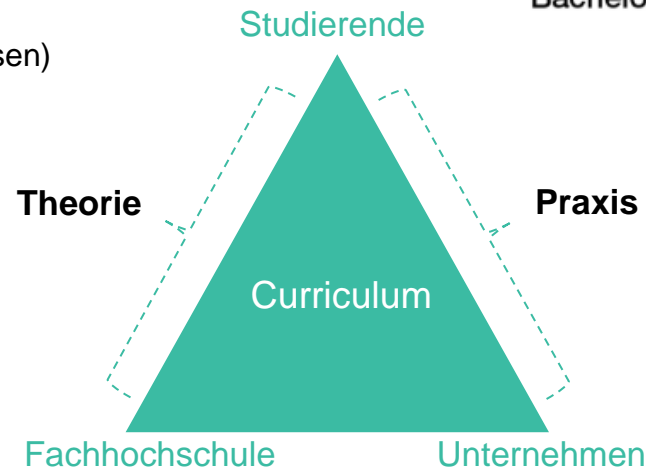 Studierende
sen)
Theorie
Praxis
Curriculum
Fachhochschule
Unternehmen